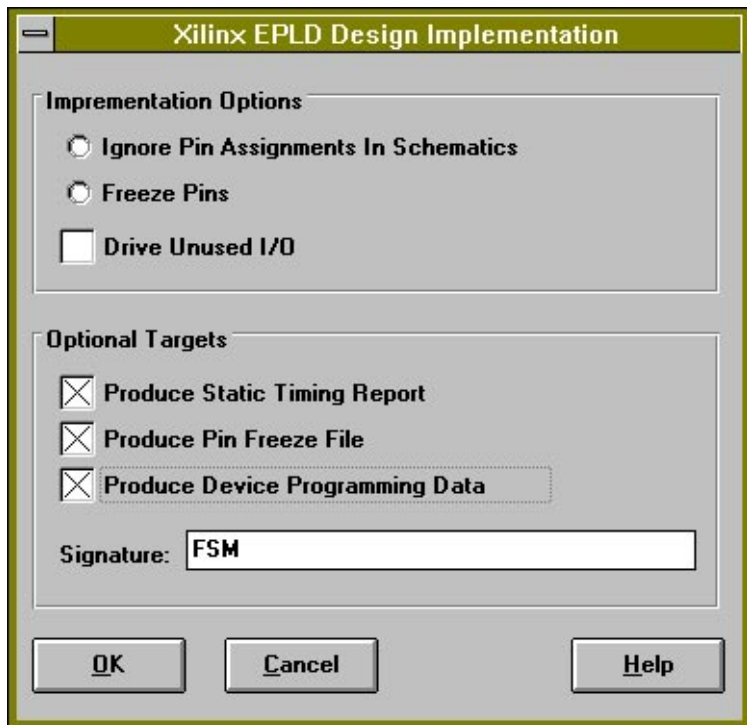 Xilinx EPLD Design Implementation
Imprementation Options
Ignore Pin Assignments In Schematics
Freeze Pins
Drive Unused I/O
Optional Targets
Produce Static Timing Report
Produce Pin Freeze File
Produce Device Programming Data
Signature: FSM
OK Cancel Help